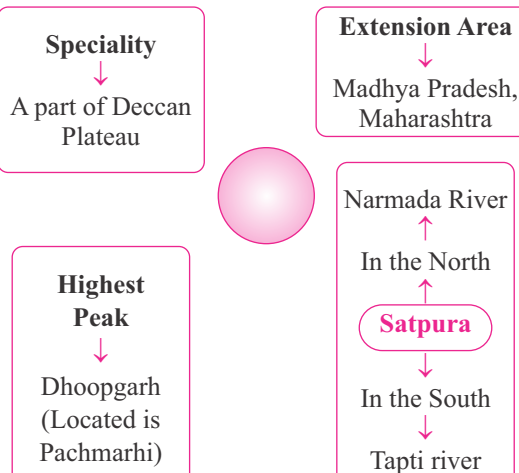 Speciality
↓
A part of Deccan
Plateau
Extension Area
↓
Madhya Pradesh,
Maharashtra
Highest
Peak
↓
Dhoopgarh
(Located is
Pachmarhi)
Narmada River
↑
In the North
↑
Satpura
↓
In the South
↓
Tapti river